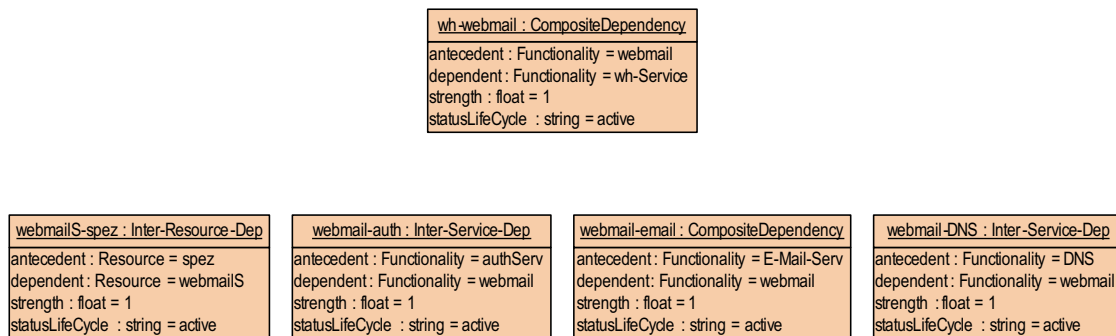 wh-webmail : CompositeDependency
antecedent : Functionality = webmail
dependent : Functionality = wh-Service
strength : float = 1
statusLifeCycle : string = active
webmailS-spez : Inter-Resource-Dep
antecedent : Resource = spez
dependent : Resource = webmailS
strength : float = 1
statusLifeCycle : string = active
webmail-auth : Inter-Service-Dep
antecedent : Functionality = authServ
dependent : Functionality = webmail
strength : float = 1
statusLifeCycle : string = active
webmail-email : CompositeDependency
antecedent : Functionality = E-Mail-Serv
dependent : Functionality = webmail
strength : float = 1
statusLifeCycle : string = active
webmail-DNS : Inter-Service-Dep
antecedent : Functionality = DNS
dependent : Functionality = webmail
strength : float = 1
statusLifeCycle : string = active